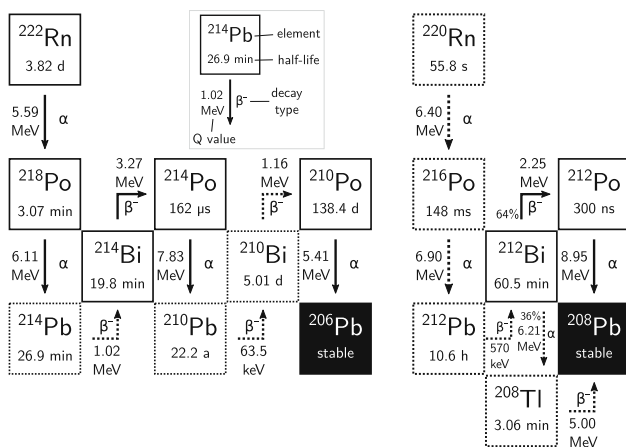 ²²²Rn
3.82 d
5.59
MeV
α
²¹⁸Po
3.07 min
6.11
MeV
α
²¹⁴Pb
26.9 min
β⁻
1.02
MeV
²¹⁴Bi
19.8 min
3.27
MeV
β⁻
²¹⁴Po
162 µs
7.83
MeV
α
²¹⁰Pb
22.2 a
β⁻
63.5
keV
²¹⁰Bi
5.01 d
1.16
MeV
β⁻
²¹⁰Po
138.4 d
5.41
MeV
α
²⁰⁶Pb
stable
²¹⁴Pb
26.9 min
element
half-life
1.02
MeV
β⁻
decay
type
Q value
²²⁰Rn
55.8 s
6.40
MeV
α
²¹⁶Po
148 ms
6.90
MeV
α
²¹²Pb
10.6 h
β⁻
570
keV
²¹²Bi
60.5 min
64%
2.25
MeV
β⁻
²¹²Po
300 ns
8.95
MeV
α
²⁰⁸Pb
stable
36%
6.21
MeV
α
²⁰⁸Tl
3.06 min
β⁻
5.00
MeV